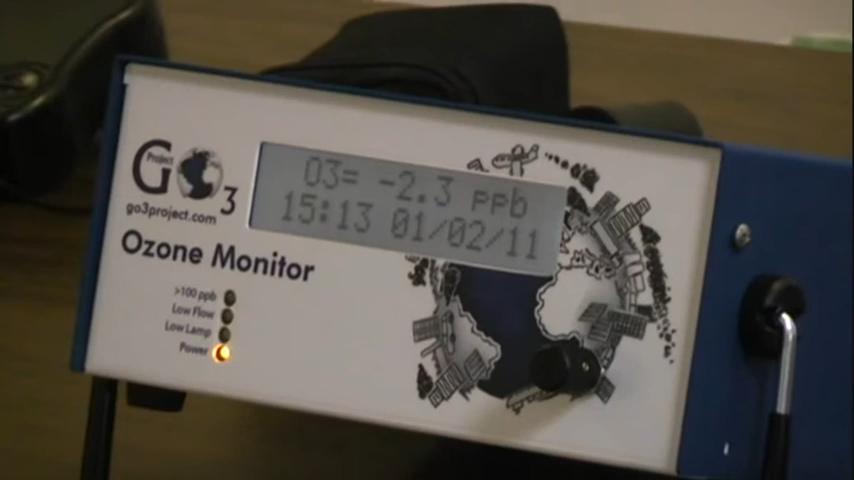 Project
GO3
go3project.com
O3= -2.3 ppb
15:13 01/02/11
Ozone Monitor
>100 ppb
Low Flow
Low Lamp
Power